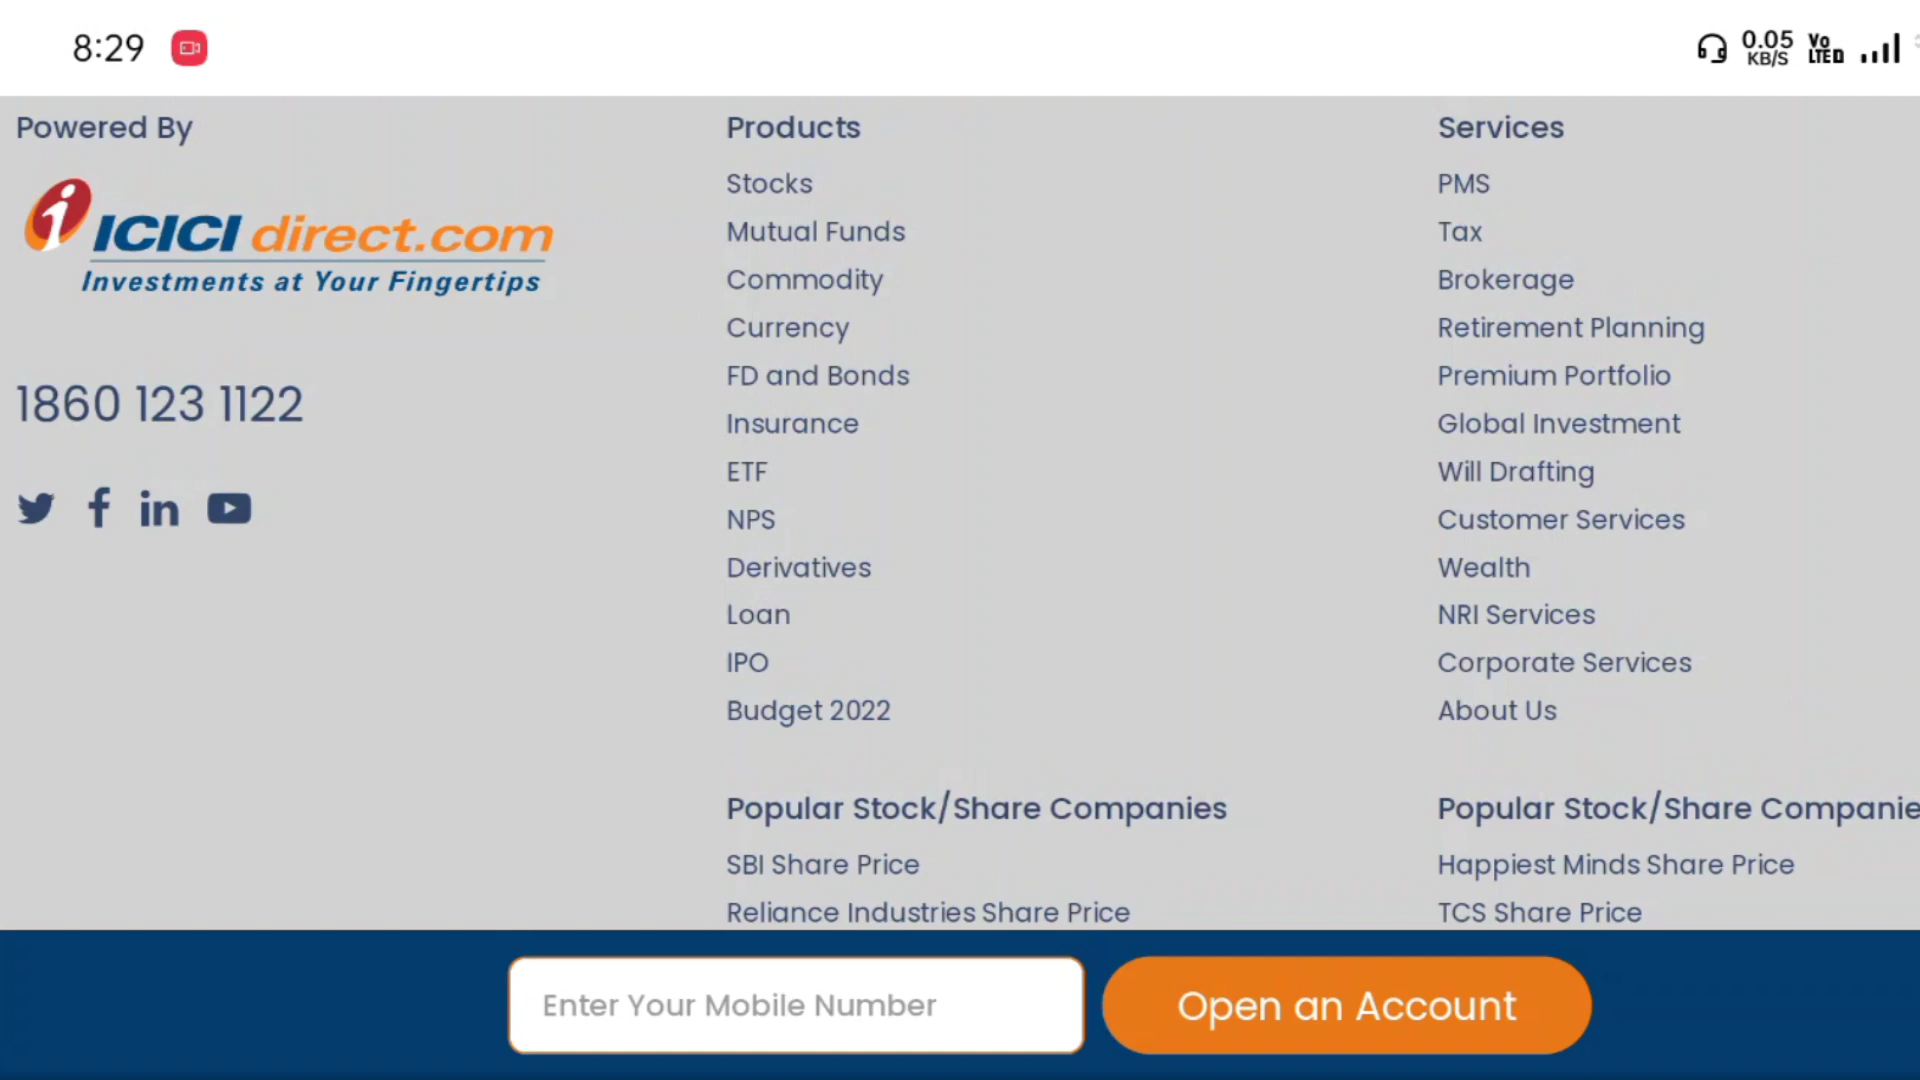 8:29
0.05
KB/S
Vo
LTE
Powered By
ICICI direct.com
Investments at Your Fingertips
1860 123 1122
Products
Stocks
Mutual Funds
Commodity
Currency
FD and Bonds
Insurance
ETF
NPS
Derivatives
Loan
IPO
Budget 2022
Services
PMS
Tax
Brokerage
Retirement Planning
Premium Portfolio
Global Investment
Will Drafting
Customer Services
Wealth
NRI Services
Corporate Services
About Us
Popular Stock/Share Companies
SBI Share Price
Reliance Industries Share Price
Popular Stock/Share Companie
Happiest Minds Share Price
TCS Share Price
Enter Your Mobile Number
Open an Account